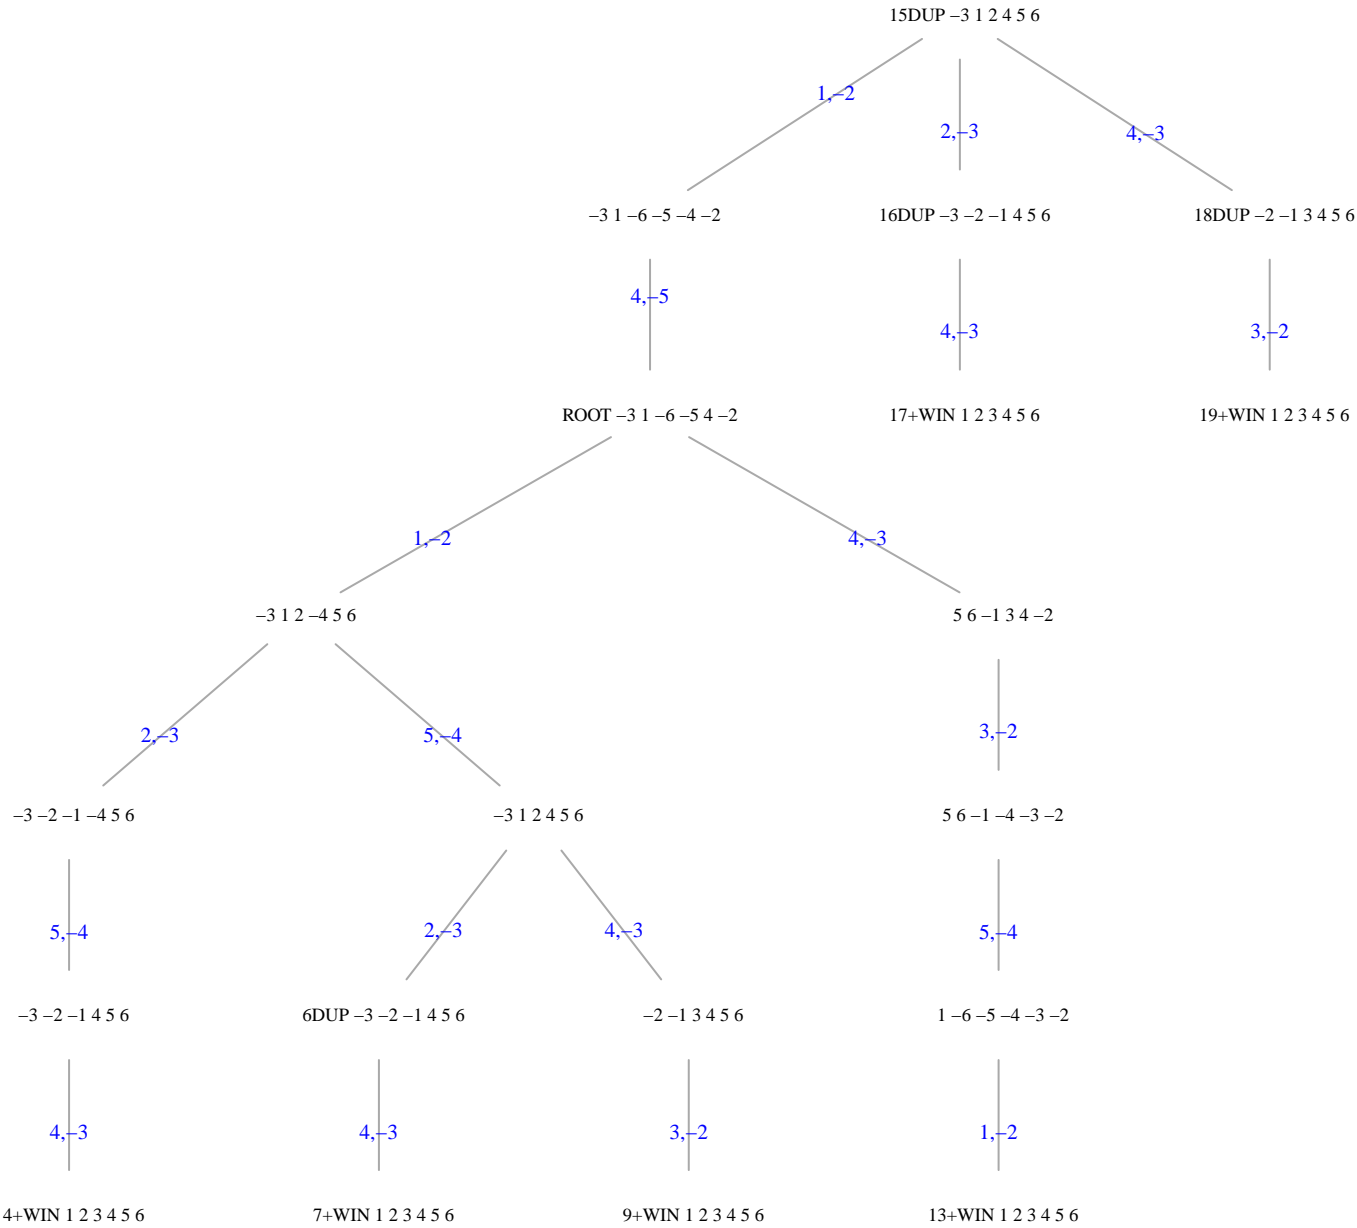 15DUP –3 1 2 4 5 6
1,–2
2,–3
4,–3
–3 1 –6 –5 –4 –2
16DUP –3 –2 –1 4 5 6
18DUP –2 –1 3 4 5 6
4,–5
4,–3
3,–2
ROOT –3 1 –6 –5 4 –2
17+WIN 1 2 3 4 5 6
19+WIN 1 2 3 4 5 6
1,–2
4,–3
–3 1 2 –4 5 6
5 6 –1 3 4 –2
2,–3
5,–4
3,–2
–3 –2 –1 –4 5 6
–3 1 2 4 5 6
5 6 –1 –4 –3 –2
5,–4
2,–3
4,–3
5,–4
–3 –2 –1 4 5 6
6DUP –3 –2 –1 4 5 6
–2 –1 3 4 5 6
1 –6 –5 –4 –3 –2
4,–3
4,–3
3,–2
1,–2
4+WIN 1 2 3 4 5 6
7+WIN 1 2 3 4 5 6
9+WIN 1 2 3 4 5 6
13+WIN 1 2 3 4 5 6